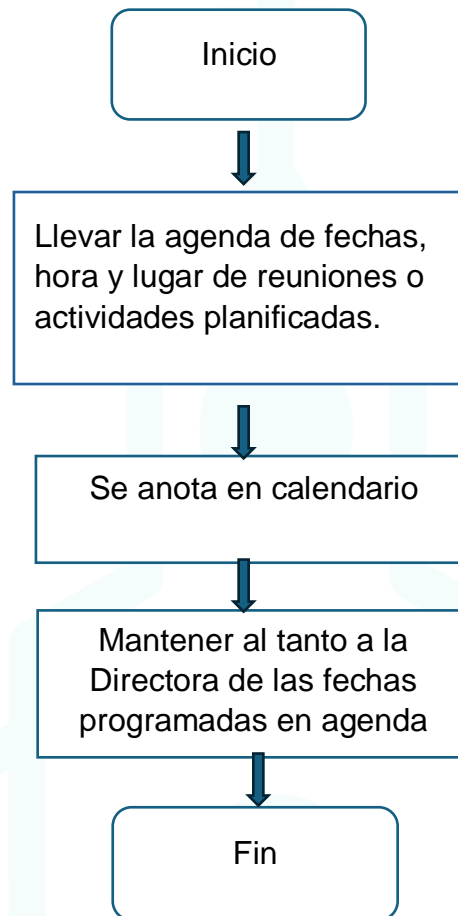 Inicio
Llevar la agenda de fechas,
hora y lugar de reuniones o
actividades planificadas.
Se anota en calendario
Mantener al tanto a la
Directora de las fechas
programadas en agenda
Fin